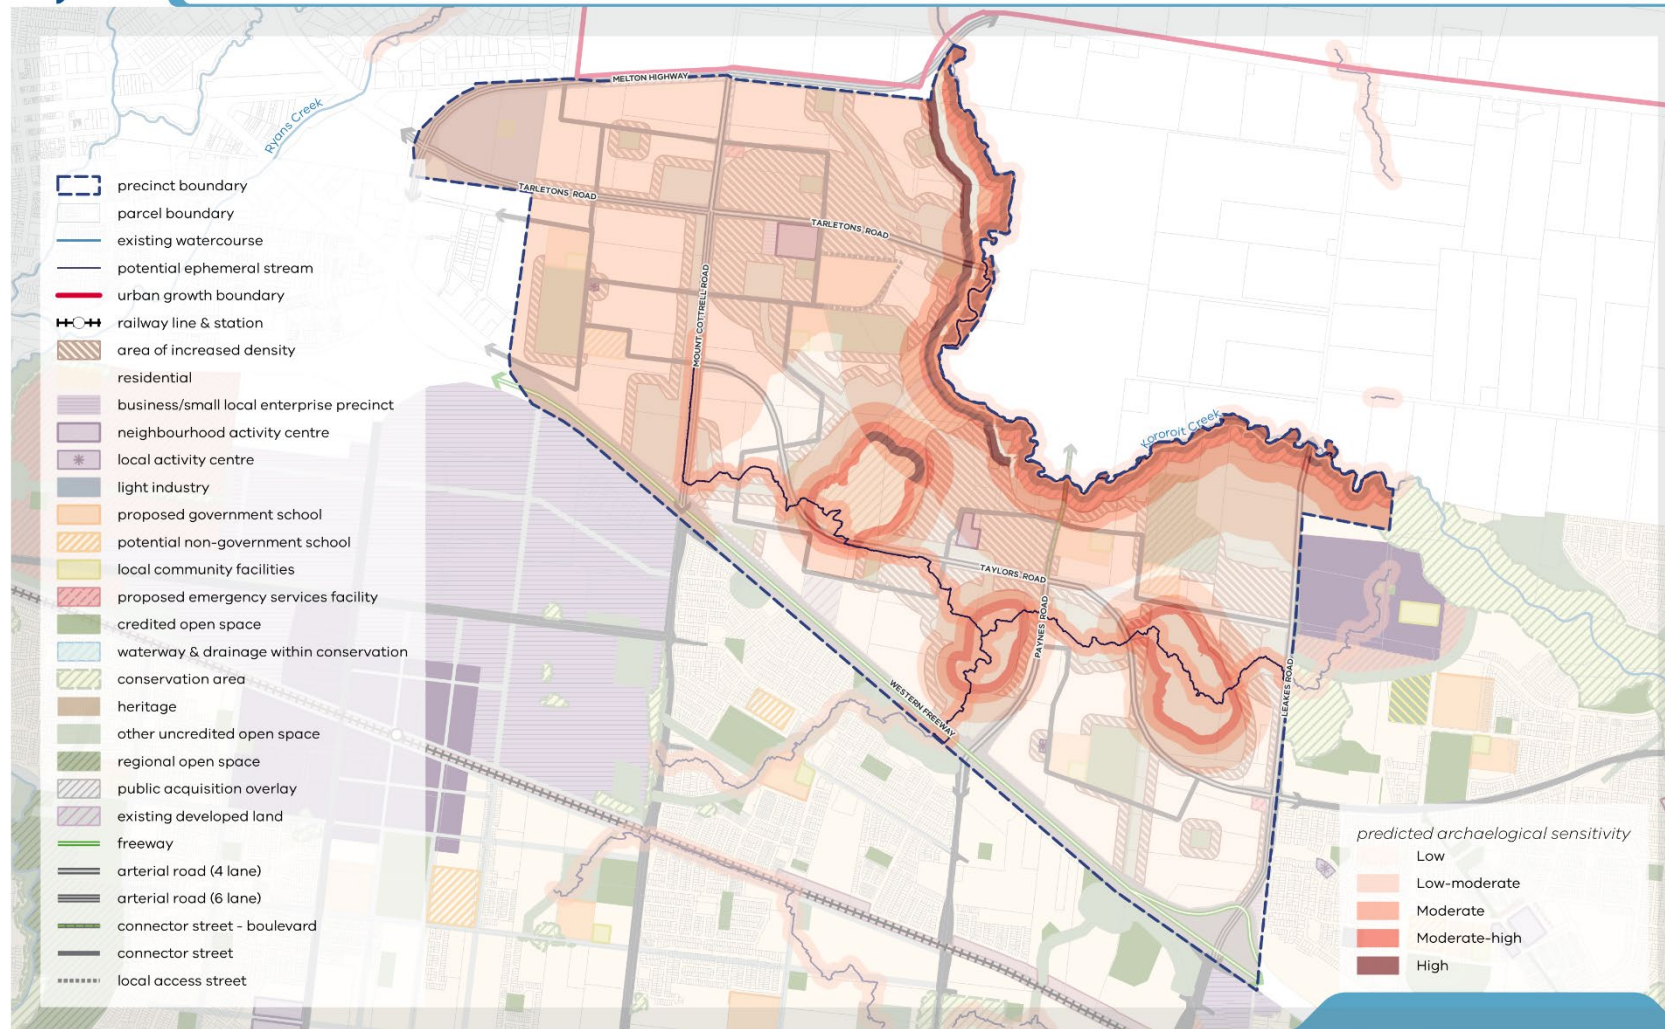 MELTON HIGHWAY
Ryans Creek
precinct boundary
parcel boundary
existing watercourse
potential ephemeral stream
urban growth boundary
railway line & station
area of increased density
residential
business/small local enterprise precinct
neighbourhood activity centre
local activity centre
light industry
proposed government school
potential non-government school
local community facilities
proposed emergency services facility
credited open space
waterway & drainage within conservation
conservation area
heritage
other uncredited open space
regional open space
public acquisition overlay
existing developed land
freeway
arterial road (4 lane)
arterial road (6 lane)
connector street - boulevard
connector street
local access street
TARLETONS ROAD
TARLETONS ROAD
MOUNT COTTRELL ROAD
Kororoit Creek
TAYLORS ROAD
PAYNES ROAD
WESTERN FREEWAY
LEAKES ROAD
predicted archaelogical sensitivity
Low
Low-moderate
Moderate
Moderate-high
High